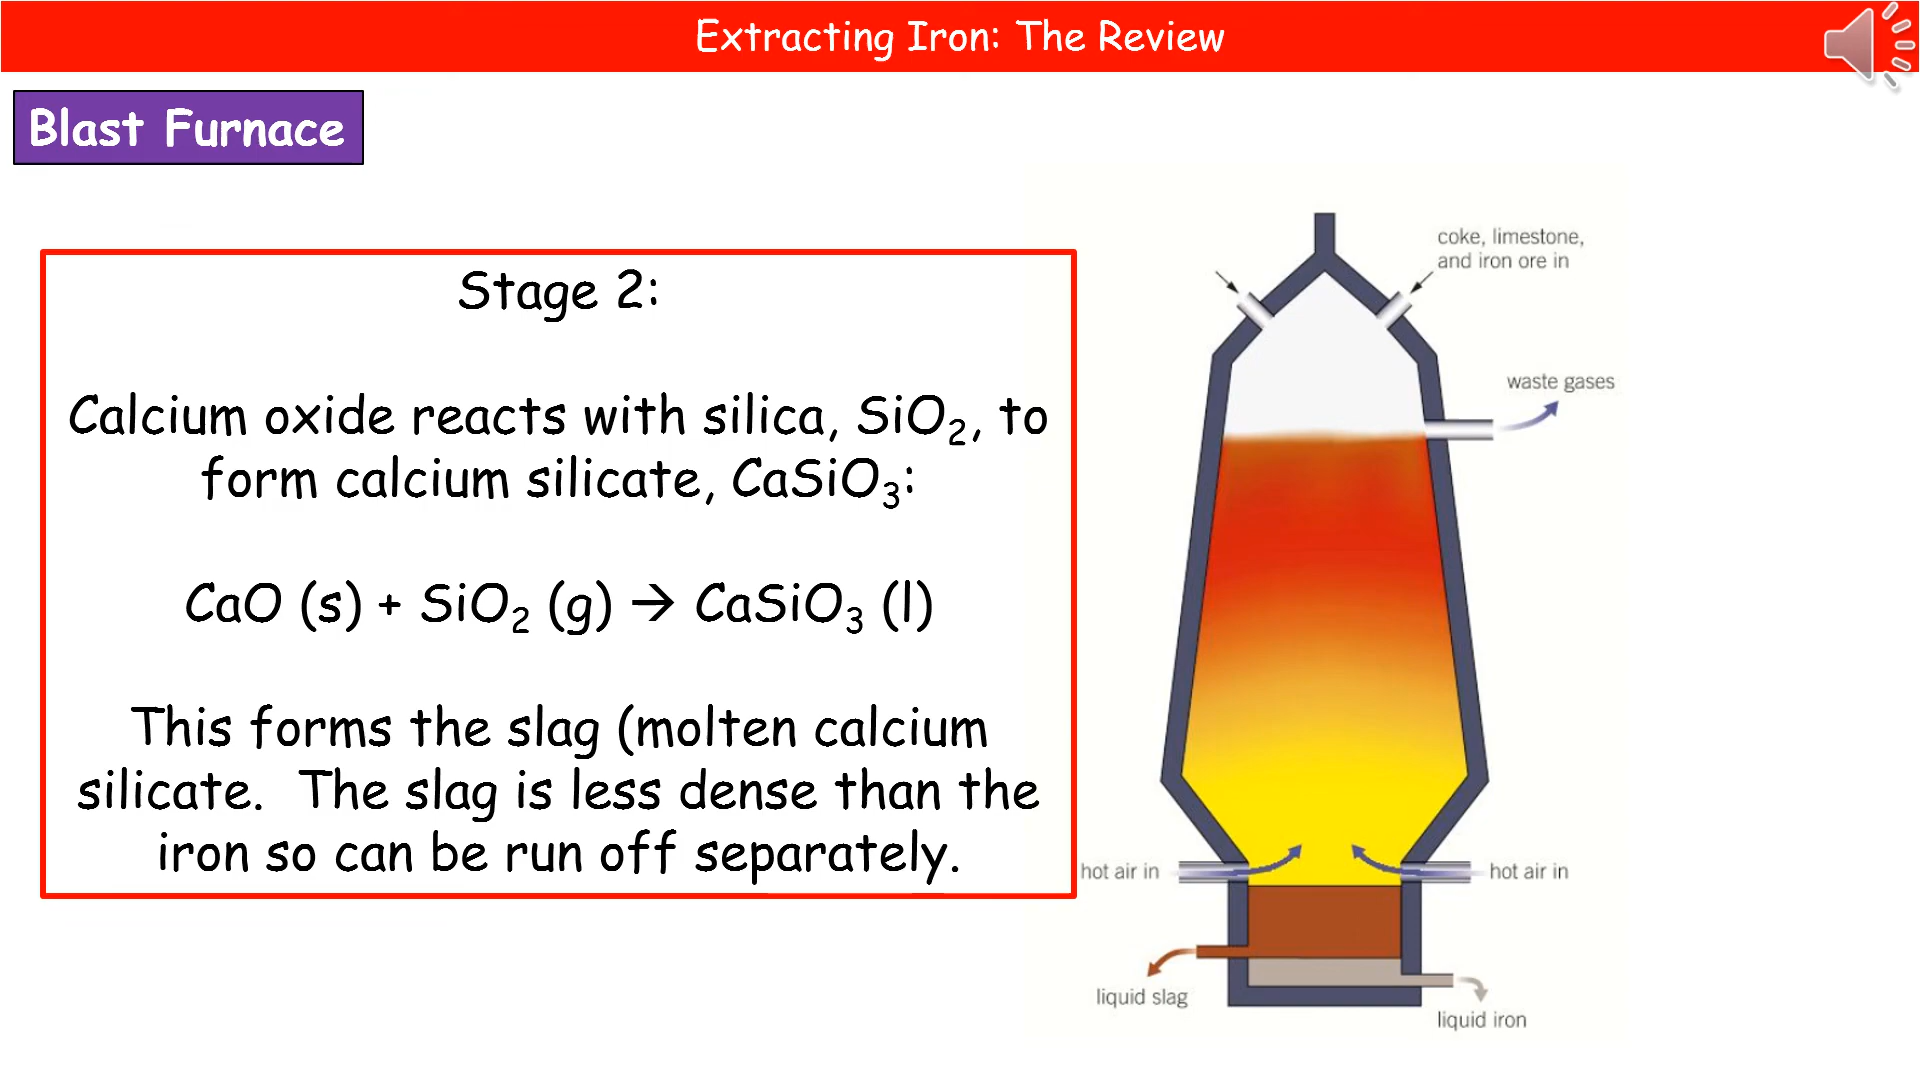 Extracting Iron: The Review
Blast Furnace
Stage 2:
Calcium oxide reacts with silica, SiO₂, to
form calcium silicate, CaSiO₃:
CaO (s) + SiO₂ (g) → CaSiO₃ (l)
This forms the slag (molten calcium
silicate.  The slag is less dense than the
iron so can be run off separately.
coke, limestone,
and iron ore in
waste gases
hot air in
hot air in
liquid slag
liquid iron